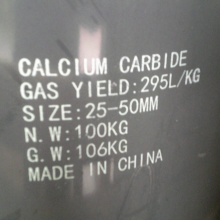 CALCIUM CARBIDE
GAS YIELD:295L/KG
SIZE:25-50MM
N.W:100KG
G.W:106KG
MADE IN CHINA